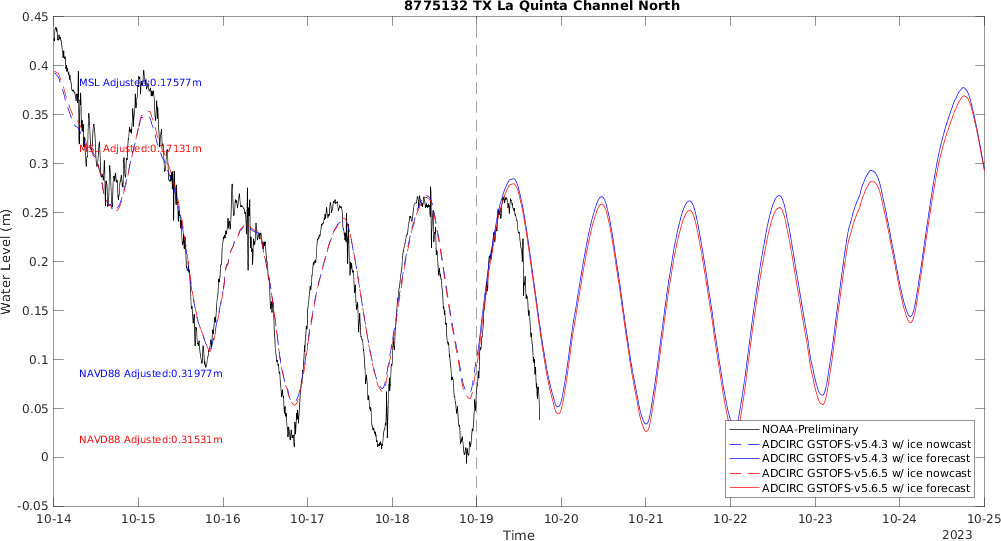 8775132 TX La Quinta Channel North
0.45
0.4
0.35
0.3
0.25
0.2
0.15
0.1
0.05
0
-0.05
Water Level (m)
MSL Adjusted:0.17577m
MSL Adjusted:0.17131m
NAVD88 Adjusted:0.31977m
NAVD88 Adjusted:0.31531m
NOAA-Preliminary
ADCIRC GSTOFS-v5.4.3 w/ ice nowcast
ADCIRC GSTOFS-v5.4.3 w/ ice forecast
ADCIRC GSTOFS-v5.6.5 w/ ice nowcast
ADCIRC GSTOFS-v5.6.5 w/ ice forecast
10-14 10-15 10-16 10-17 10-18 10-19 10-20 10-21 10-22 10-23 10-24 10-25
Time
2023